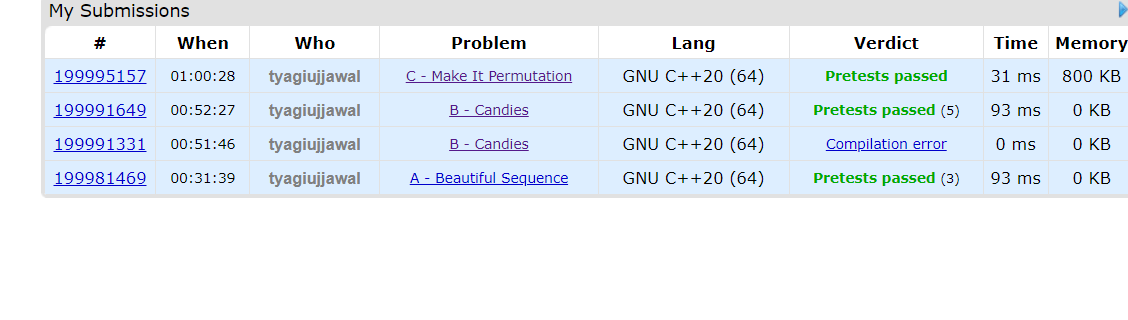 My Submissions
# When Who Problem Lang Verdict Time Memory
199995157 01:00:28 tyagiujjawal C - Make It Permutation GNU C++20 (64) Pretests passed 31 ms 800 KB
199991649 00:52:27 tyagiujjawal B - Candies GNU C++20 (64) Pretests passed (5) 93 ms 0 KB
199991331 00:51:46 tyagiujjawal B - Candies GNU C++20 (64) Compilation error 0 ms 0 KB
199981469 00:31:39 tyagiujjawal A - Beautiful Sequence GNU C++20 (64) Pretests passed (3) 93 ms 0 KB